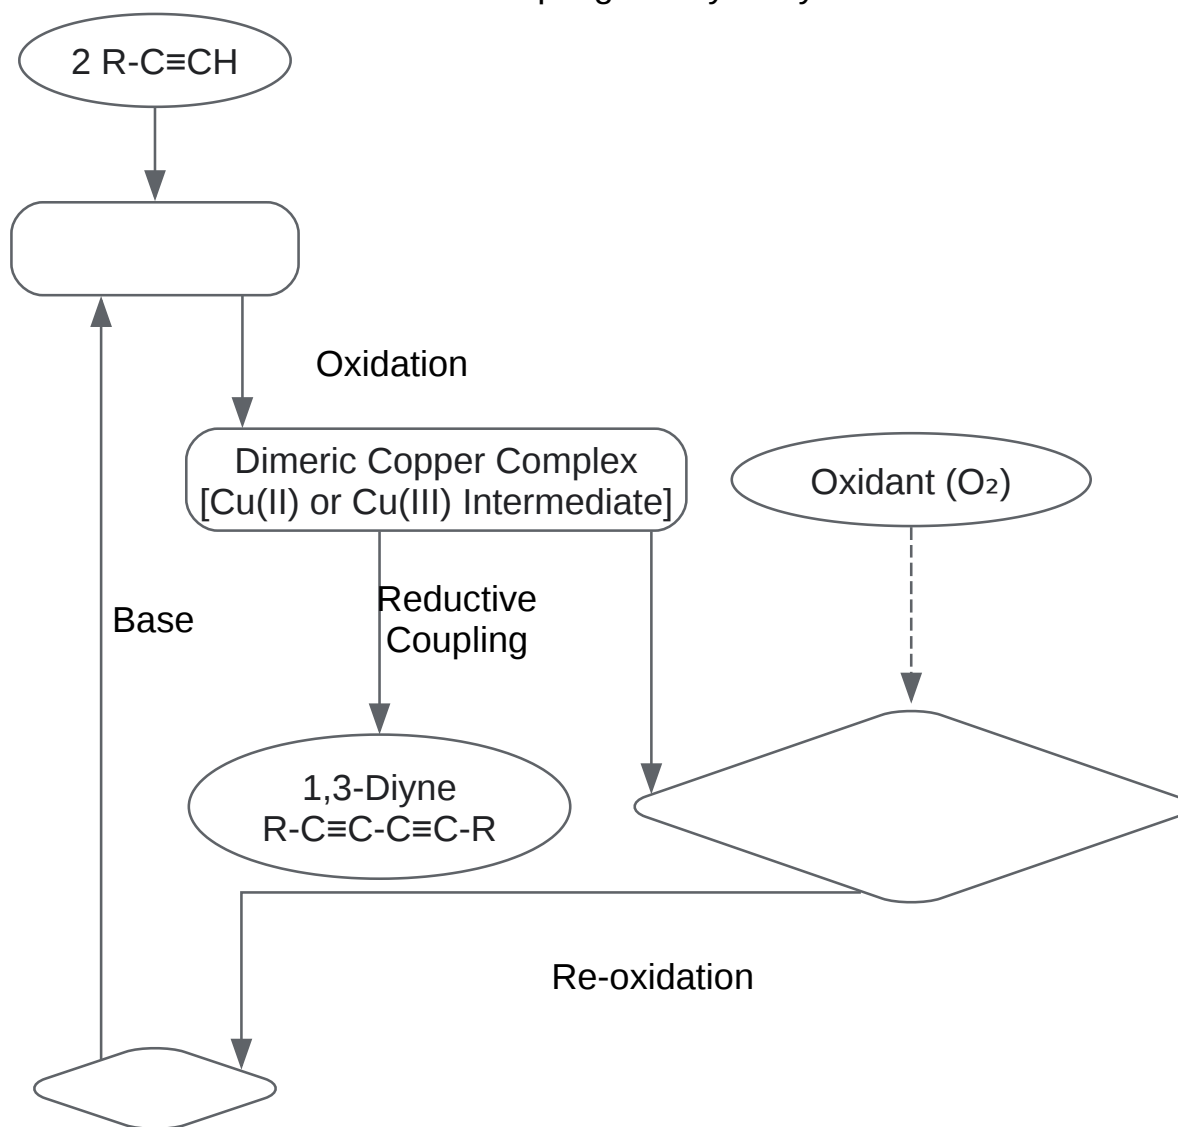 2 R-C≡CH
Oxidation
Dimeric Copper Complex
[Cu(II) or Cu(III) Intermediate]
Oxidant (O₂)
Reductive
Coupling
Base
1,3-Diyne
R-C≡C-C≡C-R
Re-oxidation